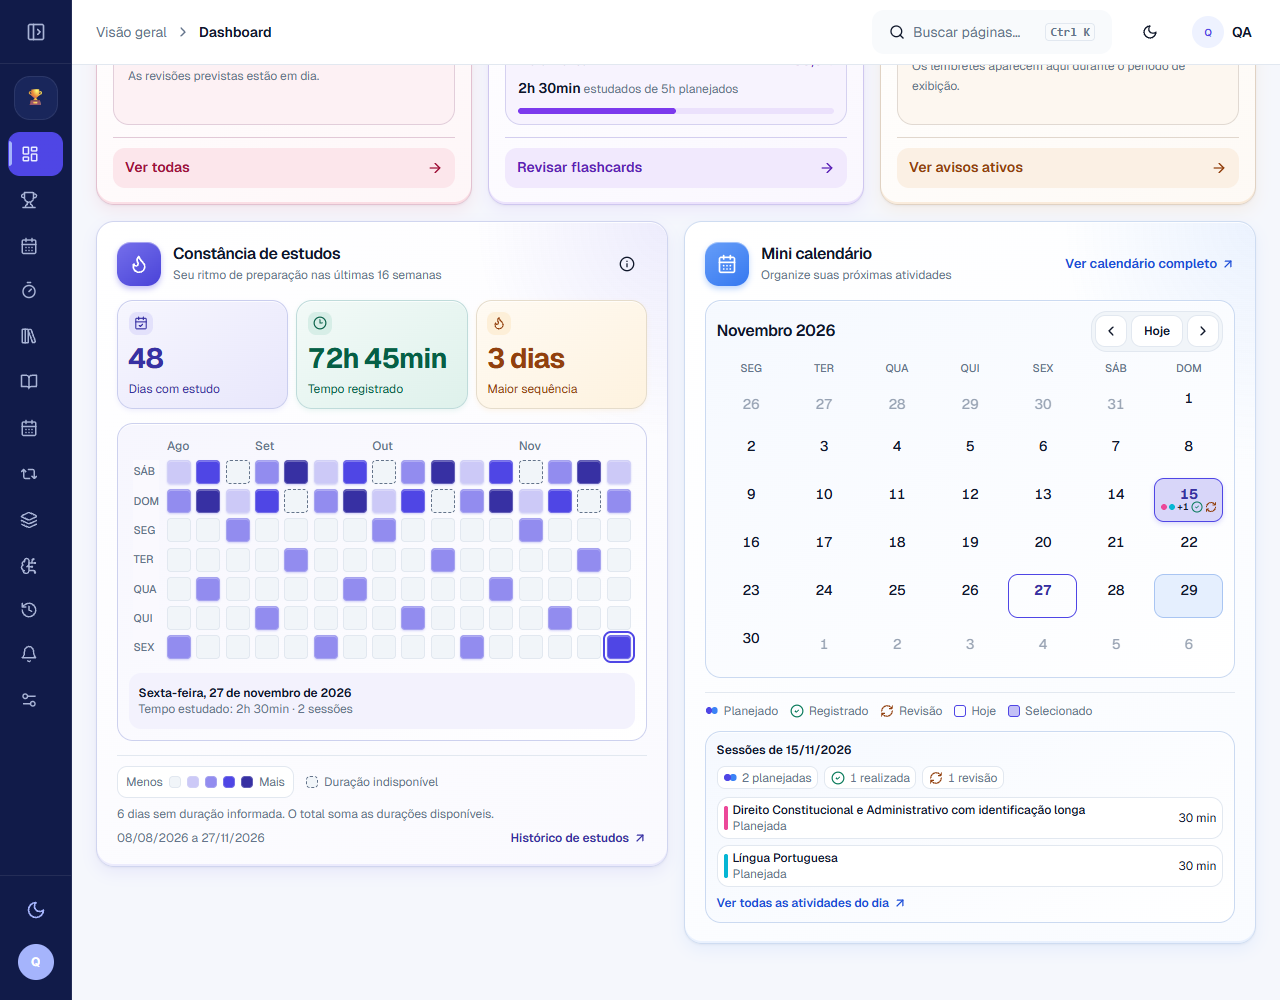 Visão geral
Dashboard
Buscar páginas...
Ctrl K
Q
QA
As revisões previstas estão em dia.
2h 30min estudados de 5h planejados
Os lembretes aparecem aqui durante o período de
exibição.
Ver todas
Revisar flashcards
Ver avisos ativos
Constância de estudos
Seu ritmo de preparação nas últimas 16 semanas
48
Dias com estudo
72h 45min
Tempo registrado
3 dias
Maior sequência
Ago Set Out Nov
SÁB
DOM
SEG
TER
QUA
QUI
SEX
Sexta-feira, 27 de novembro de 2026
Tempo estudado: 2h 30min · 2 sessões
Menos
Mais
Duração indisponível
6 dias sem duração informada. O total soma as durações disponíveis.
08/08/2026 a 27/11/2026
Histórico de estudos
Mini calendário
Organize suas próximas atividades
Ver calendário completo
Novembro 2026
Hoje
SEG TER QUA QUI SEX SÁB DOM
26 27 28 29 30 31 1
2 3 4 5 6 7 8
9 10 11 12 13 14 15
+1
16 17 18 19 20 21 22
23 24 25 26 27 28 29
30 1 2 3 4 5 6
Planejado
Registrado
Revisão
Hoje
Selecionado
Sessões de 15/11/2026
2 planejadas
1 realizada
1 revisão
Direito Constitucional e Administrativo com identificação longa
Planejada
30 min
Língua Portuguesa
Planejada
30 min
Ver todas as atividades do dia
Q